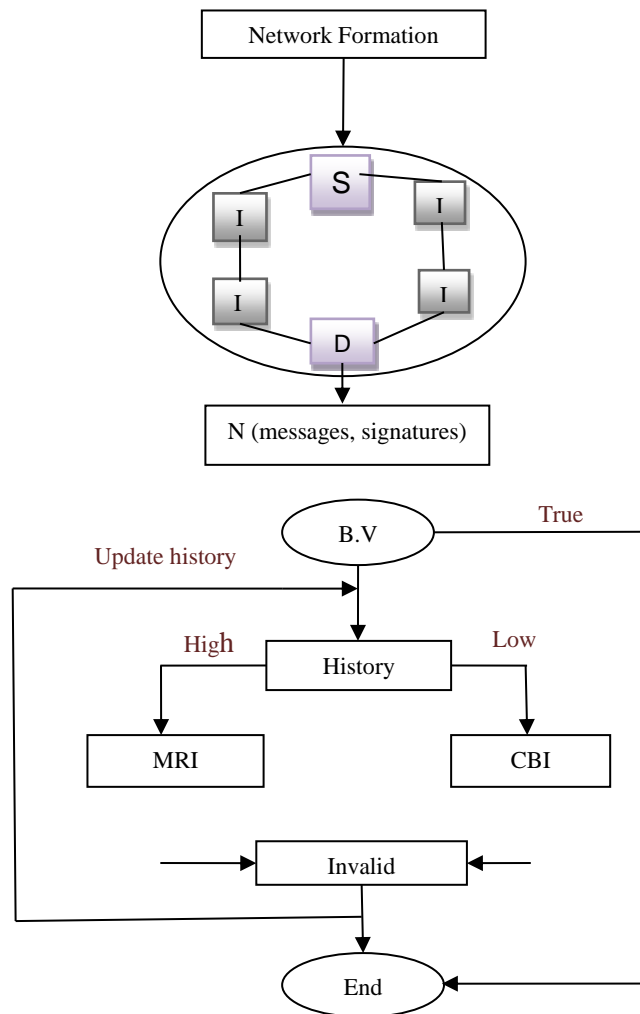 Network Formation
S
I
I
I
I
D
N (messages, signatures)
B.V
True
Update history
High
Low
History
MRI
CBI
Invalid
End